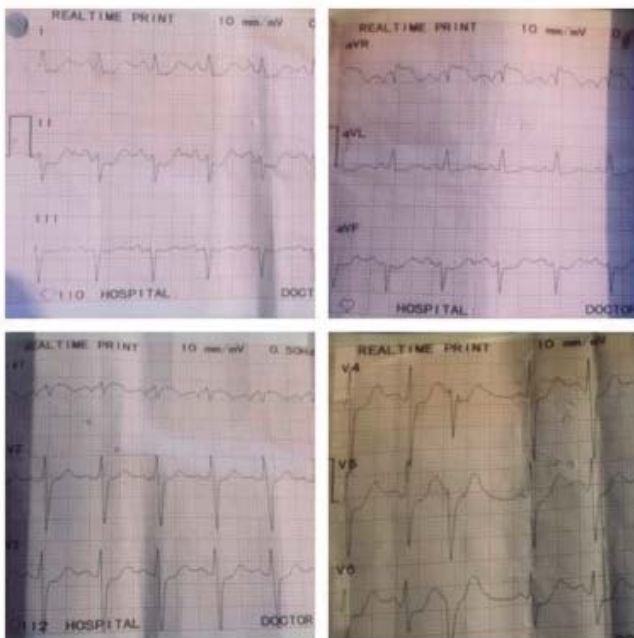 REALTIME PRINT 10 mm/mV
I
II
III
♡110 HOSPITAL DOCT
REALTIME PRINT 10 mm/mV
aVR
aVL
aVF
♡ HOSPITAL DOCTOR
REALTIME PRINT 10 mm/mV 0.50Hz
V1
V2
V3
112 HOSPITAL DOCTOR
REALTIME PRINT 10 mm/mV
V4
V5
V6